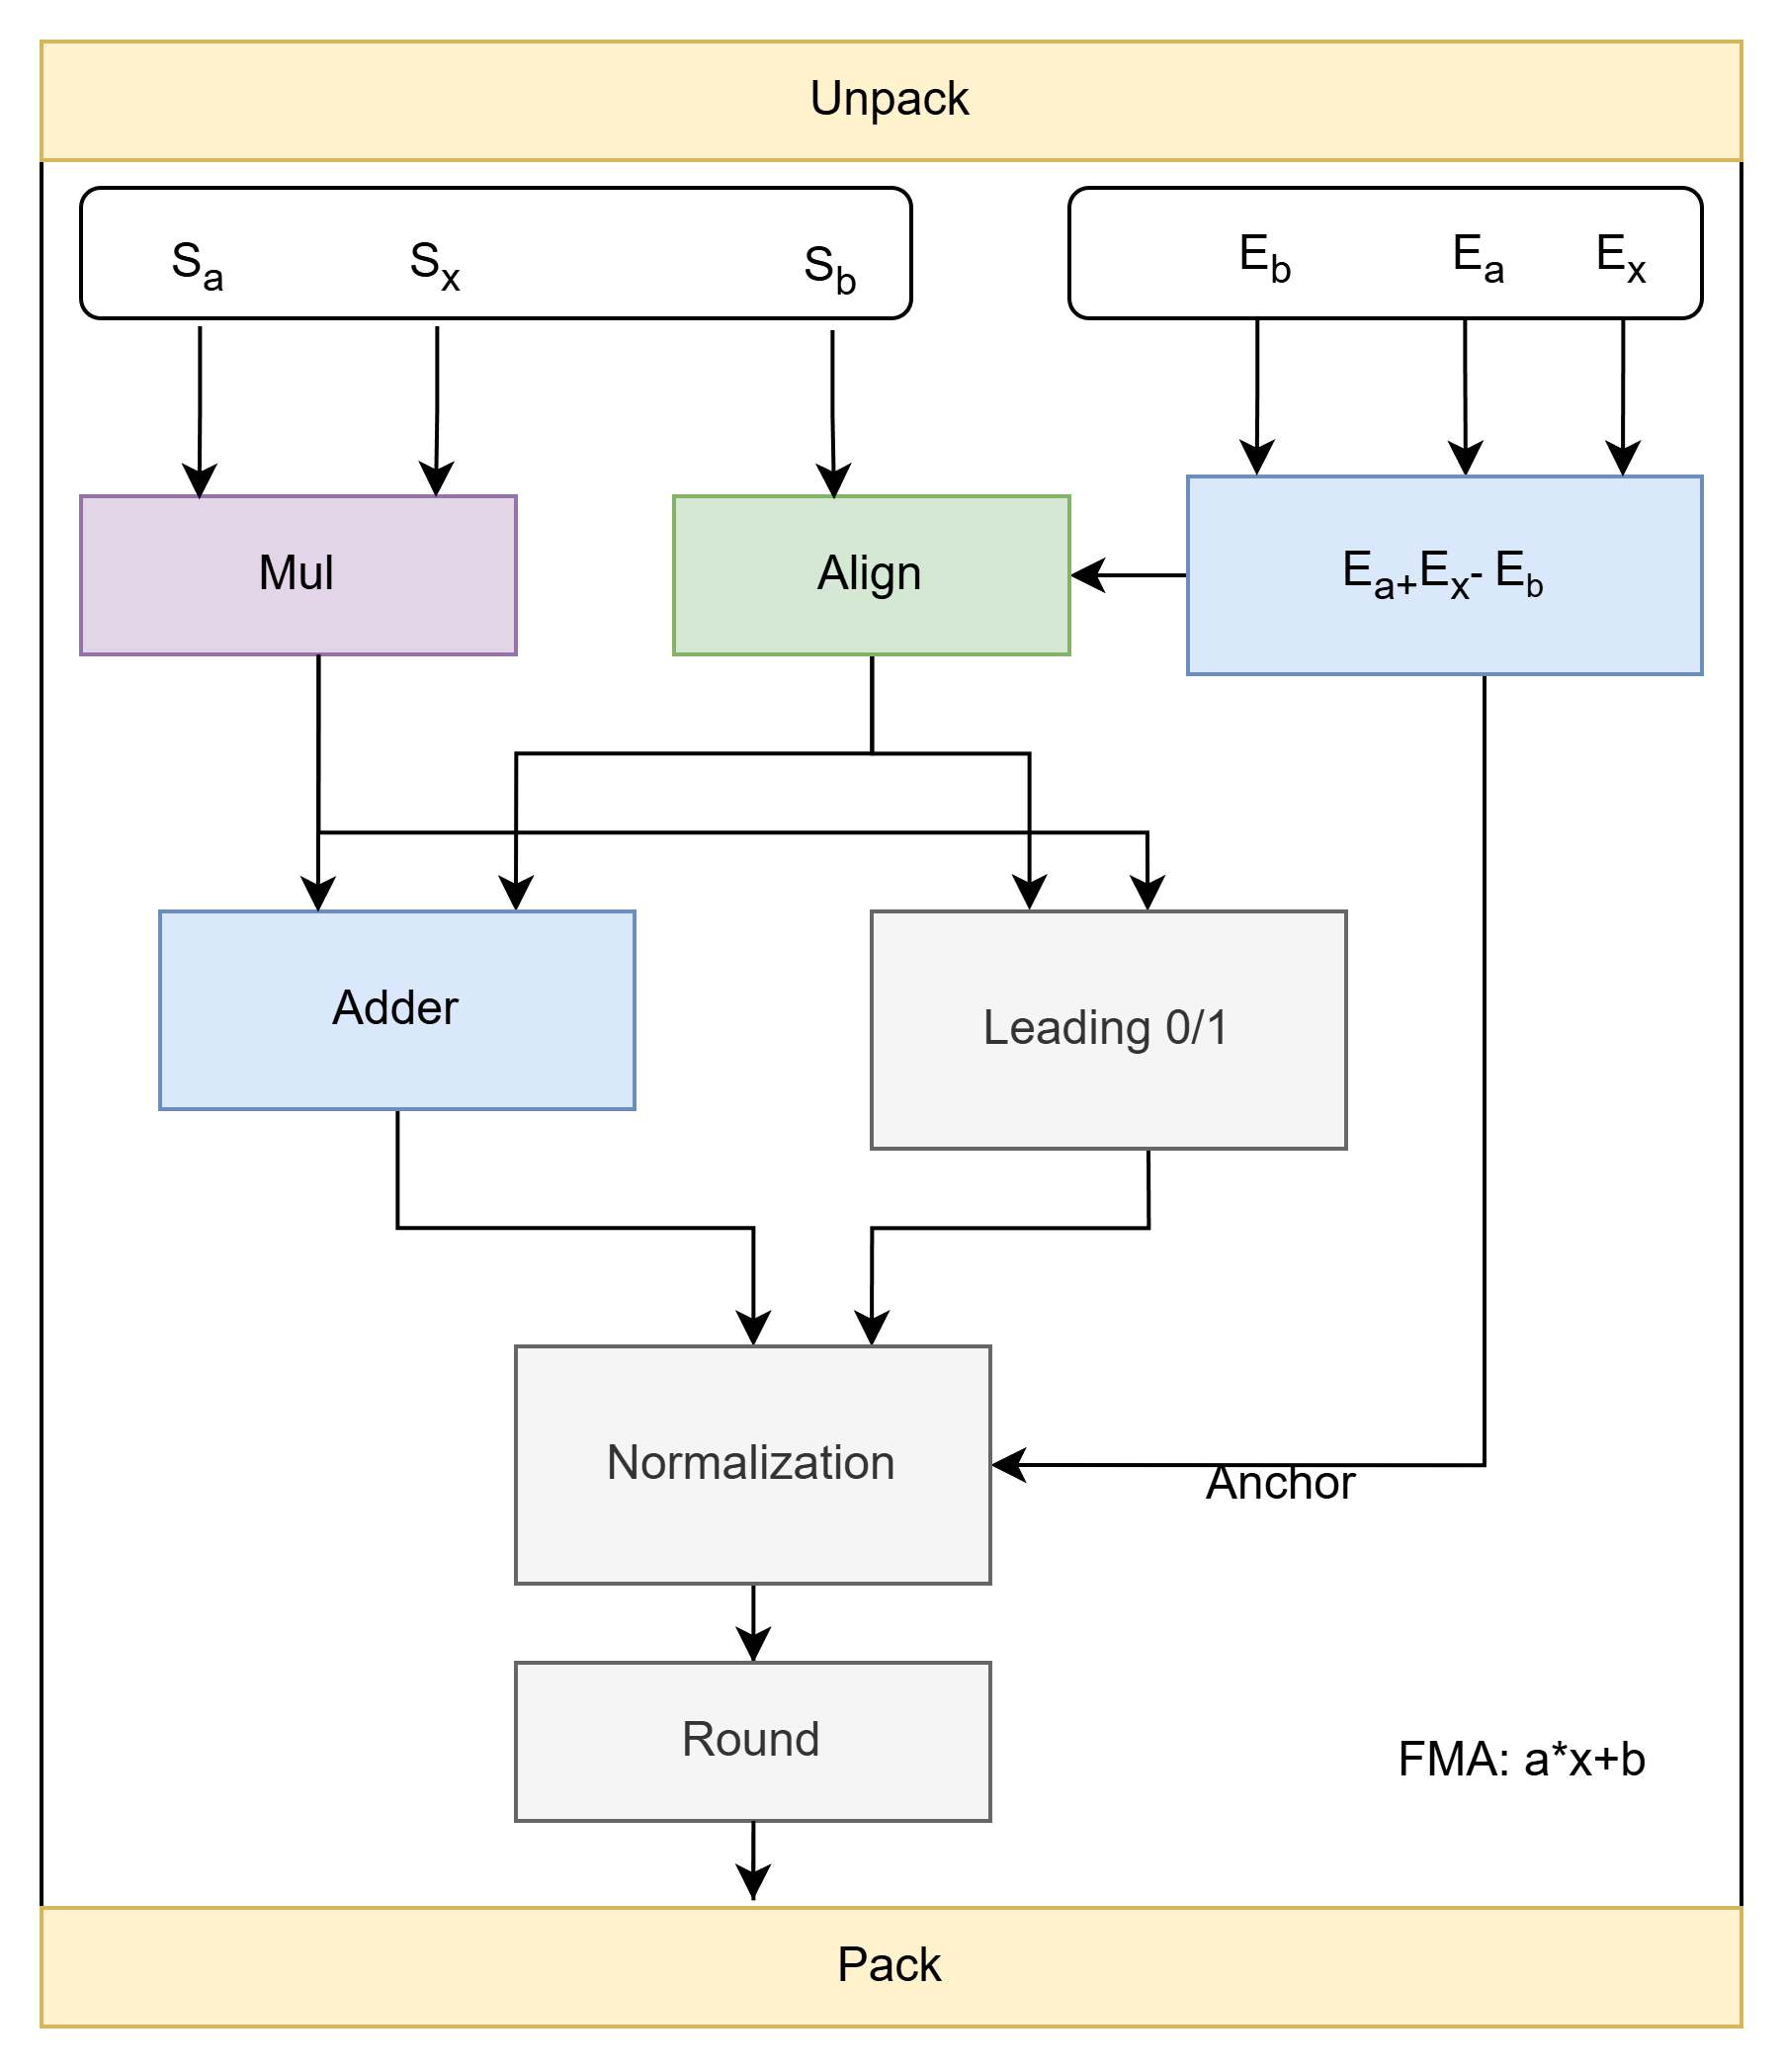 Unpack
Sa Sx Sb
Eb Ea Ex
Mul
Align
Ea+Ex- Eb
Adder
Leading 0/1
Normalization
Anchor
Round
FMA: a*x+b
Pack